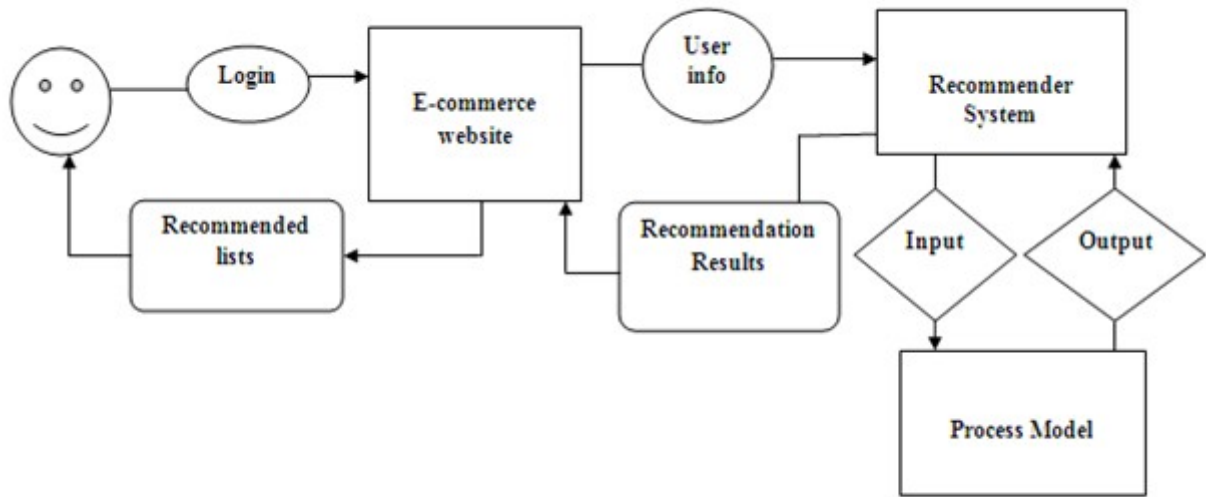 Login
E-commerce
website
User
info
Recommender
System
Recommended
lists
Recommendation
Results
Input
Output
Process Model